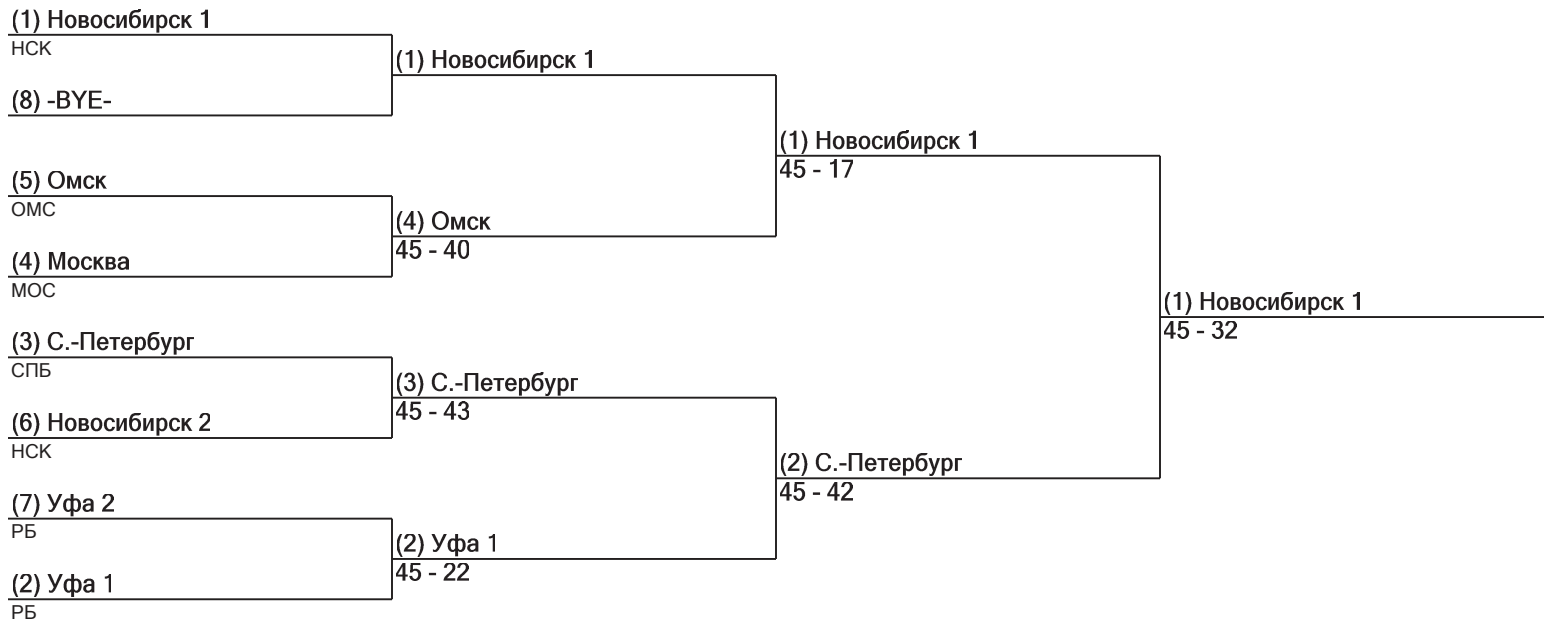 (1) Новосибирск 1
НСК
(8) -BYE-
(5) Омск
ОМС
(4) Москва
МОС
(3) С.-Петербург
СПБ
(6) Новосибирск 2
НСК
(7) Уфа 2
РБ
(2) Уфа 1
РБ
(1) Новосибирск 1
(4) Омск
45 - 40
(3) С.-Петербург
45 - 43
(2) Уфа 1
45 - 22
(1) Новосибирск 1
45 - 17
(2) С.-Петербург
45 - 42
(1) Новосибирск 1
45 - 32